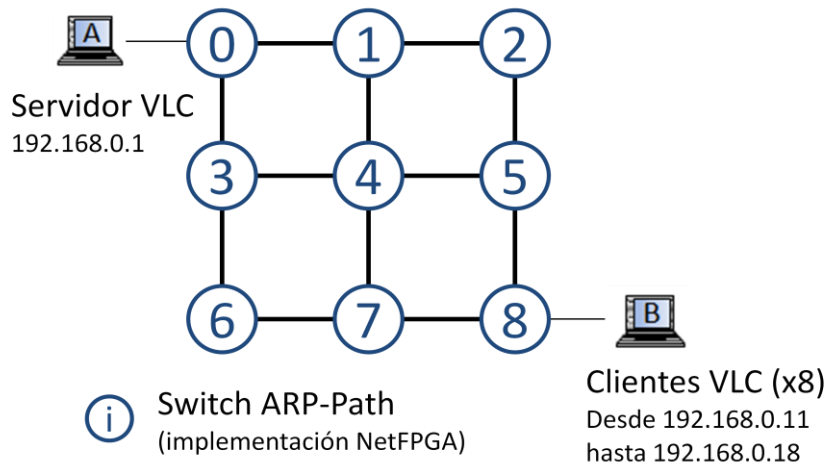 A
0
1
2
Servidor VLC
192.168.0.1
3
4
5
6
7
8
B
Clientes VLC (x8)
Desde 192.168.0.11
hasta 192.168.0.18
i
Switch ARP-Path
(implementación NetFPGA)